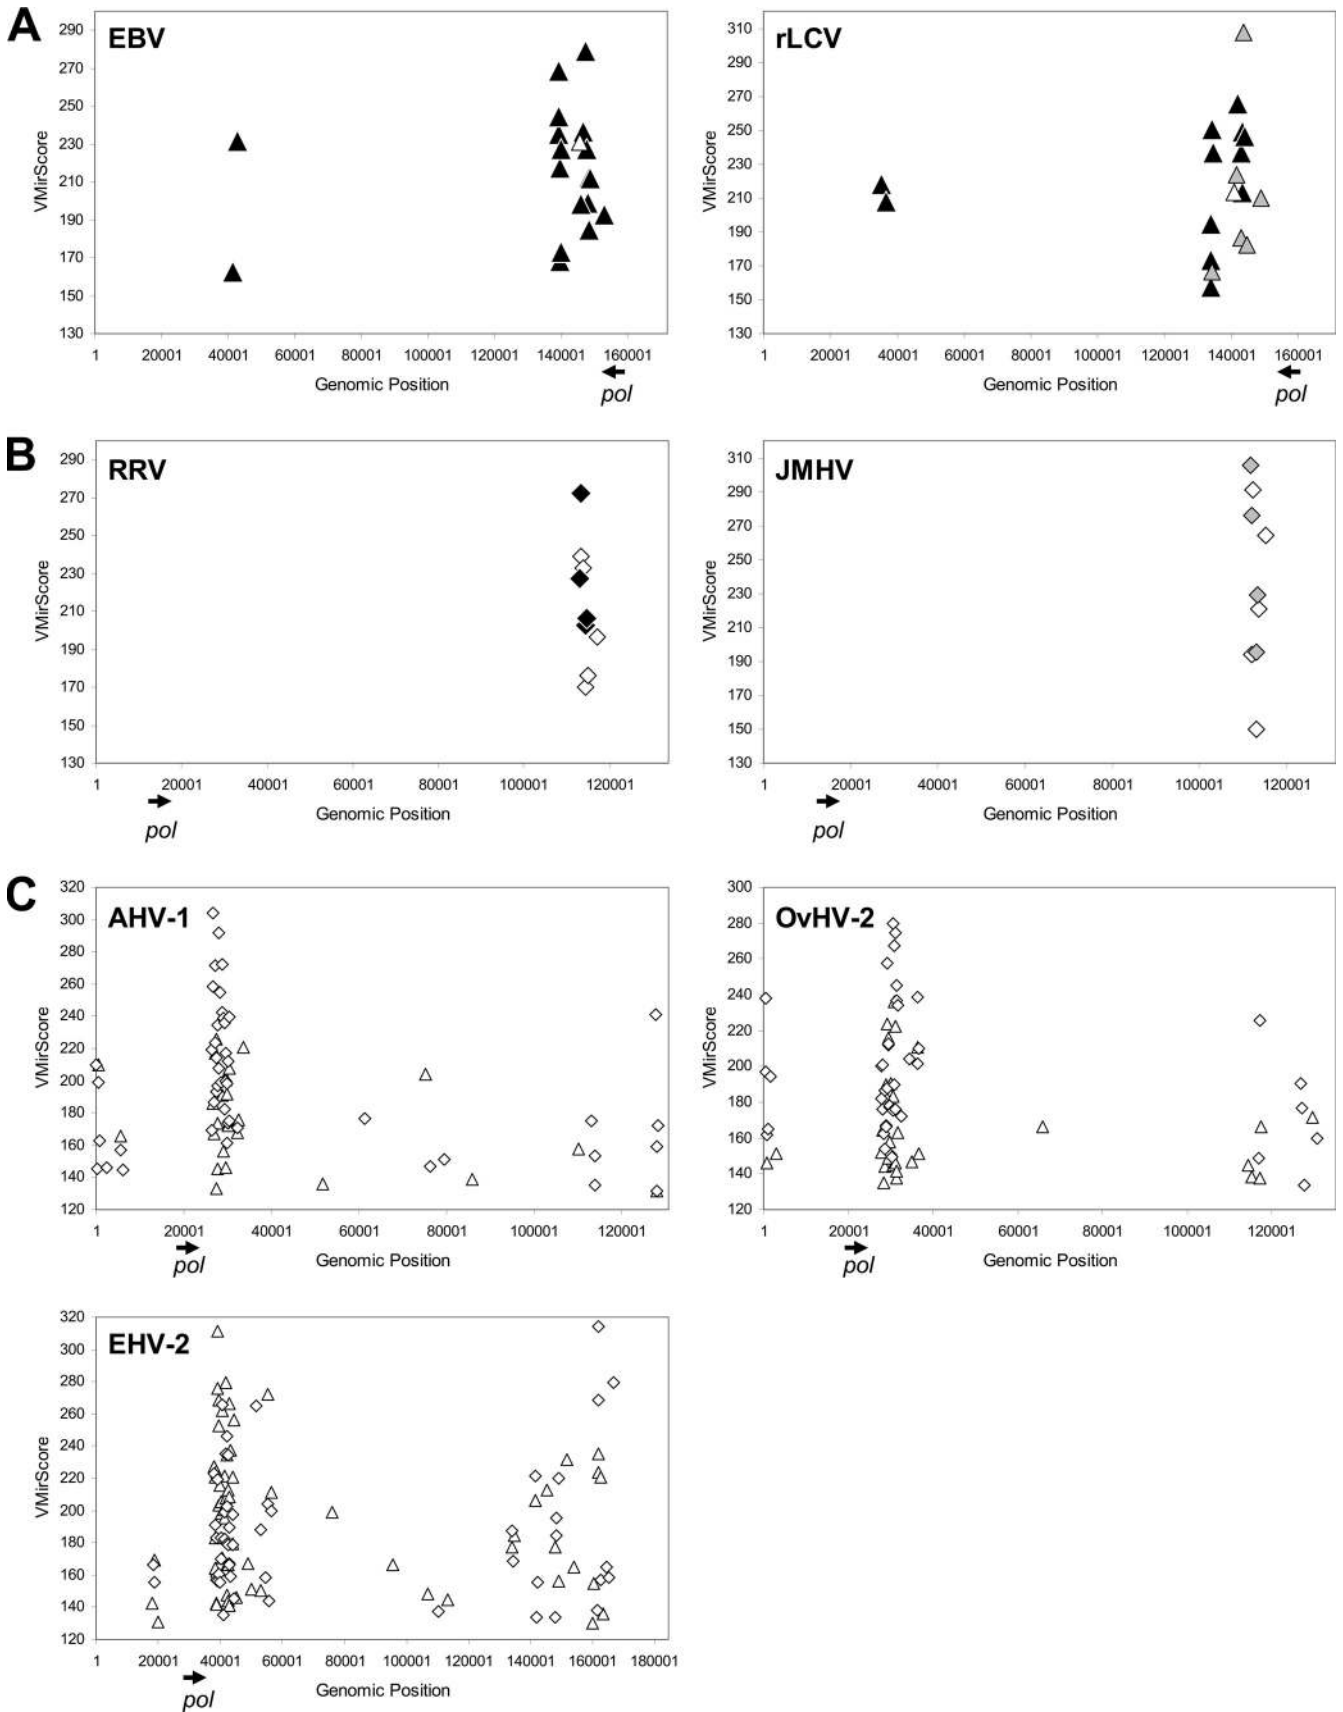 A
EBV
290
270
250
230
210
190
170
150
130
VMirScore
1 20001 40001 60001 80001 100001 120001 140001 160001
Genomic Position
pol
rLCV
310
290
270
250
230
210
190
170
150
130
VMirScore
1 20001 40001 60001 80001 100001 120001 140001 160001
Genomic Position
pol
B
RRV
290
270
250
230
210
190
170
150
130
VMirScore
1 20001 40001 60001 80001 100001 120001
Genomic Position
pol
JMHV
310
290
270
250
230
210
190
170
150
130
VMirScore
1 20001 40001 60001 80001 100001 120001
Genomic Position
pol
C
AHV-1
320
300
280
260
240
220
200
180
160
140
120
VMirScore
1 20001 40001 60001 80001 100001 120001
Genomic Position
pol
OvHV-2
300
280
260
240
220
200
180
160
140
120
VMirScore
1 20001 40001 60001 80001 100001 120001
Genomic Position
pol
EHV-2
320
300
280
260
240
220
200
180
160
140
120
VMirScore
1 20001 40001 60001 80001 100001 120001 140001 160001 180001
Genomic Position
pol